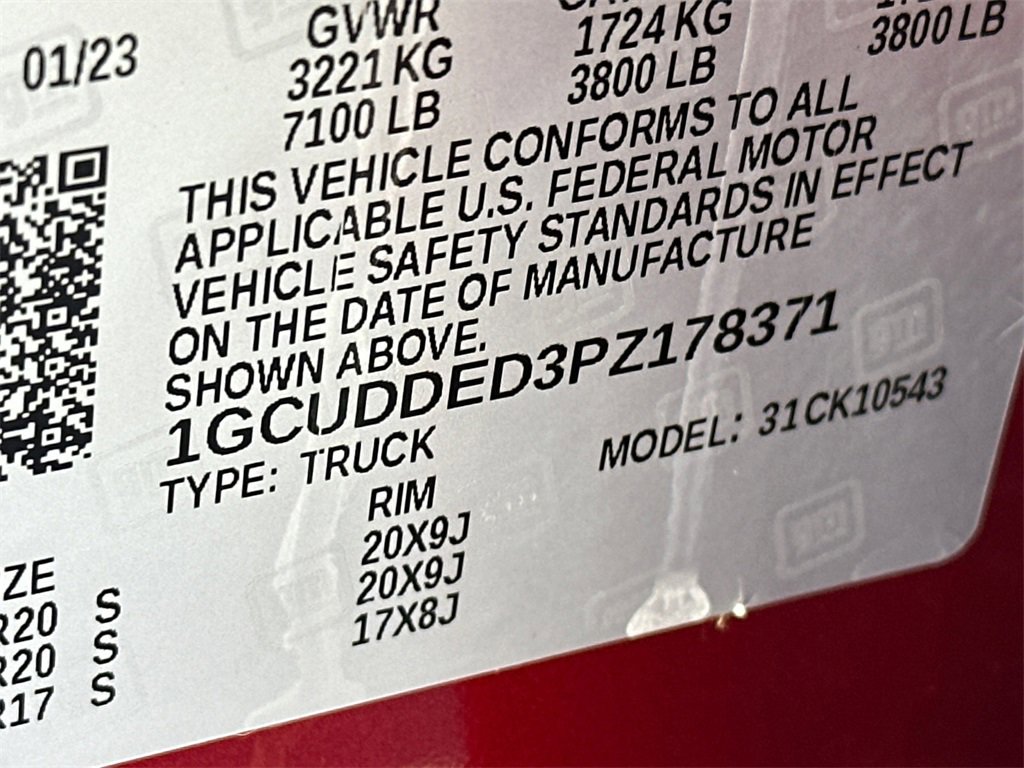 01/23
GVWR
3221 KG
7100 LB
1724 KG
3800 LB
3800 LB
THIS VEHICLE CONFORMS TO ALL
APPLICABLE U.S. FEDERAL MOTOR
VEHICLE SAFETY STANDARDS IN EFFECT
ON THE DATE OF MANUFACTURE
SHOWN ABOVE.
1GCUDDED3PZ178371
TYPE: TRUCK
MODEL: 31CK10543
RIM
ZE
R20 S 20X9J
R20 S 20X9J
R17 S 17X8J